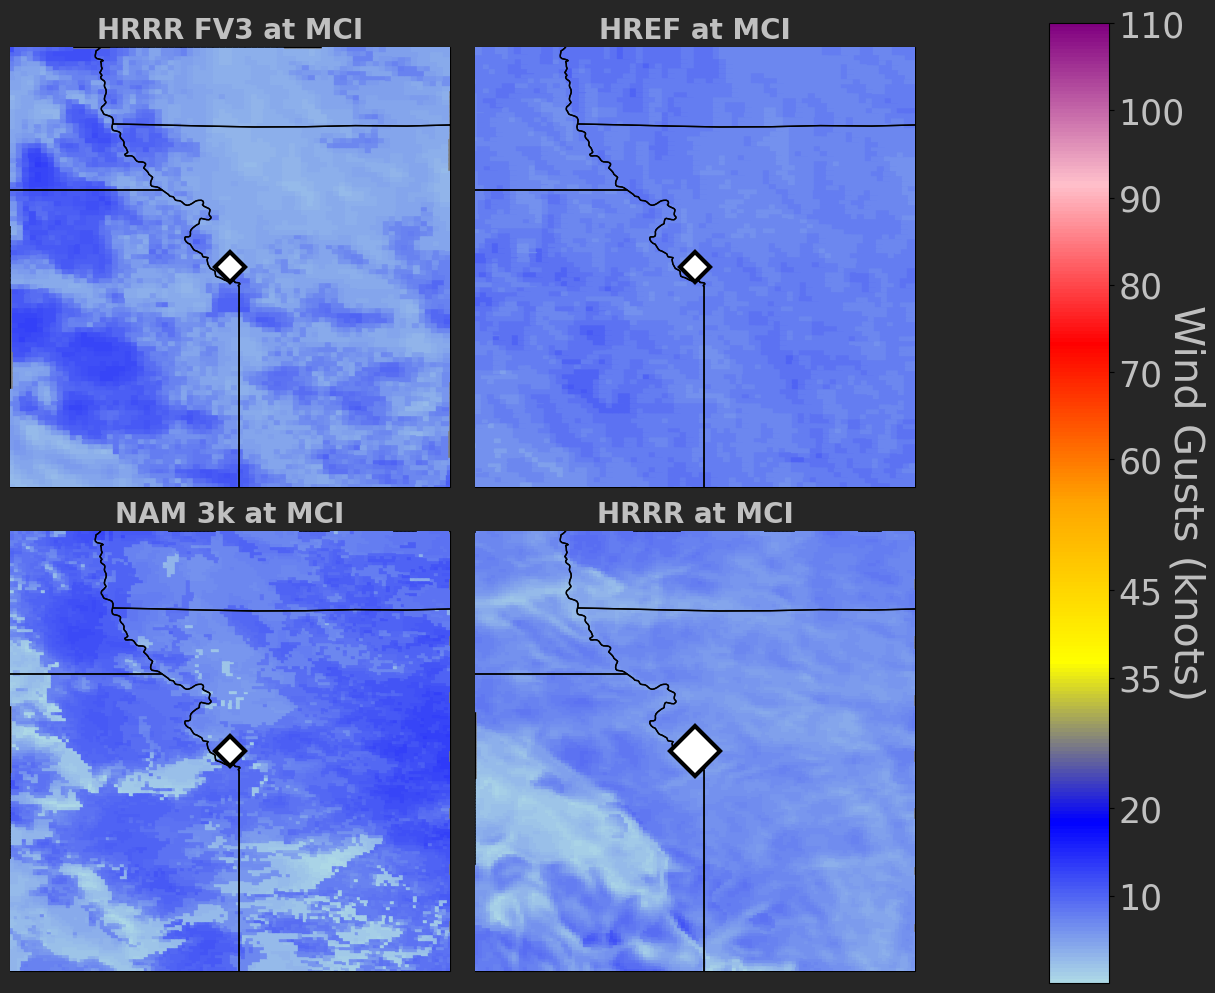 HRRR FV3 at MCI
HREF at MCI
NAM 3k at MCI
HRRR at MCI
110
100
90
80
70
60
45
35
20
10
Wind Gusts (knots)